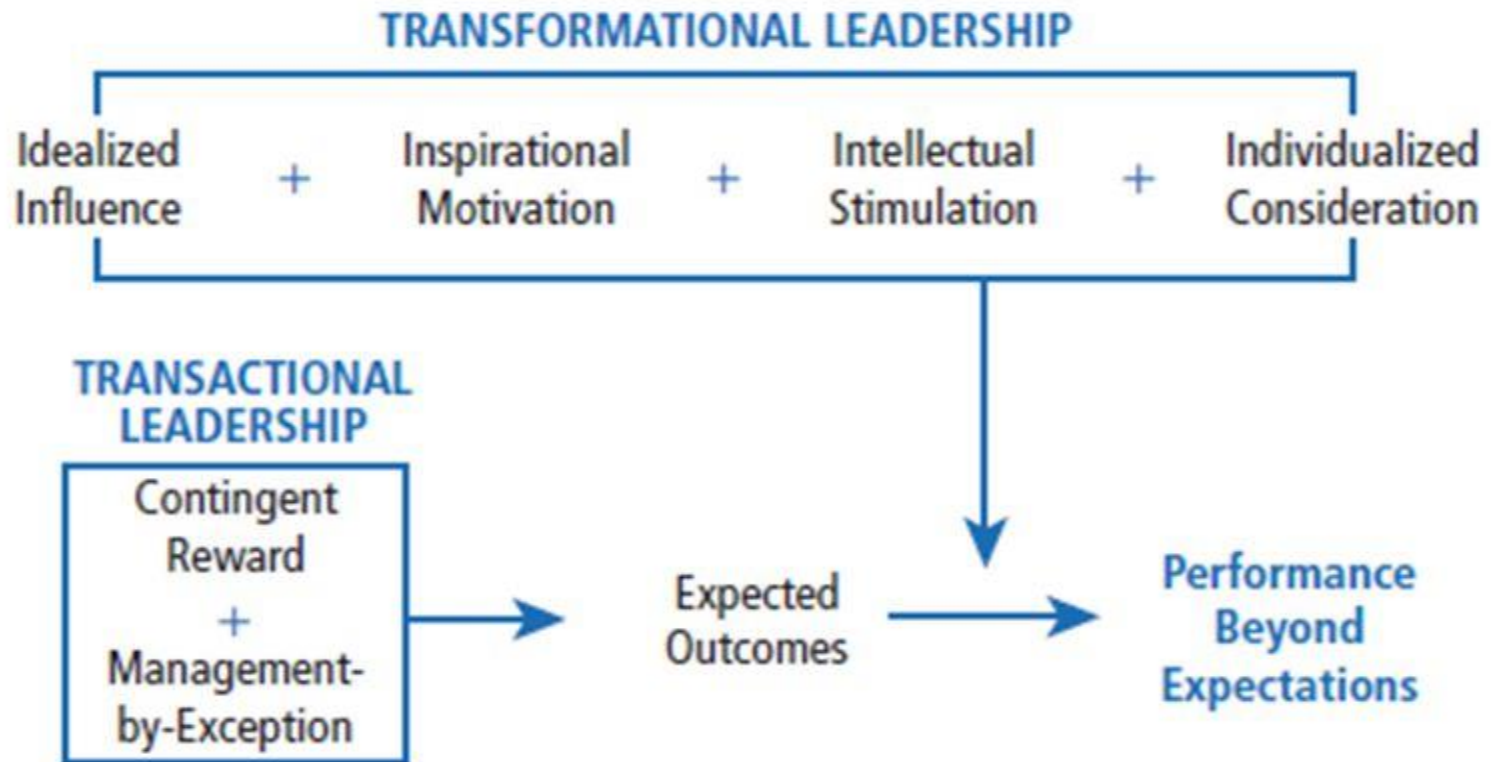 TRANSFORMATIONAL LEADERSHIP
Idealized
Influence
+
Inspirational
Motivation
+
Intellectual
Stimulation
+
Individualized
Consideration
TRANSACTIONAL
LEADERSHIP
Contingent
Reward
+
Management-
by-Exception
Expected
Outcomes
Performance
Beyond
Expectations